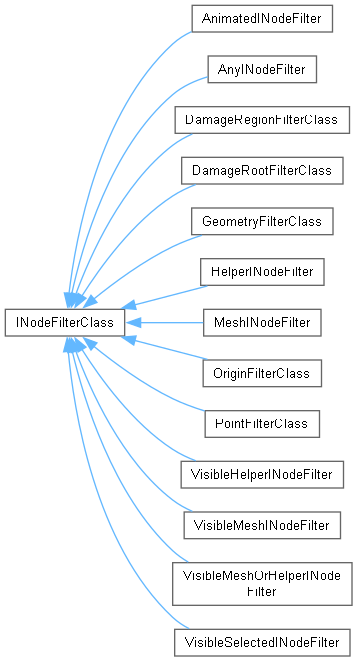 AnimatedINodeFilter
AnyINodeFilter
DamageRegionFilterClass
DamageRootFilterClass
GeometryFilterClass
HelperINodeFilter
INodeFilterClass
MeshINodeFilter
OriginFilterClass
PointFilterClass
VisibleHelperINodeFilter
VisibleMeshINodeFilter
VisibleMeshOrHelperINode
Filter
VisibleSelectedINodeFilter